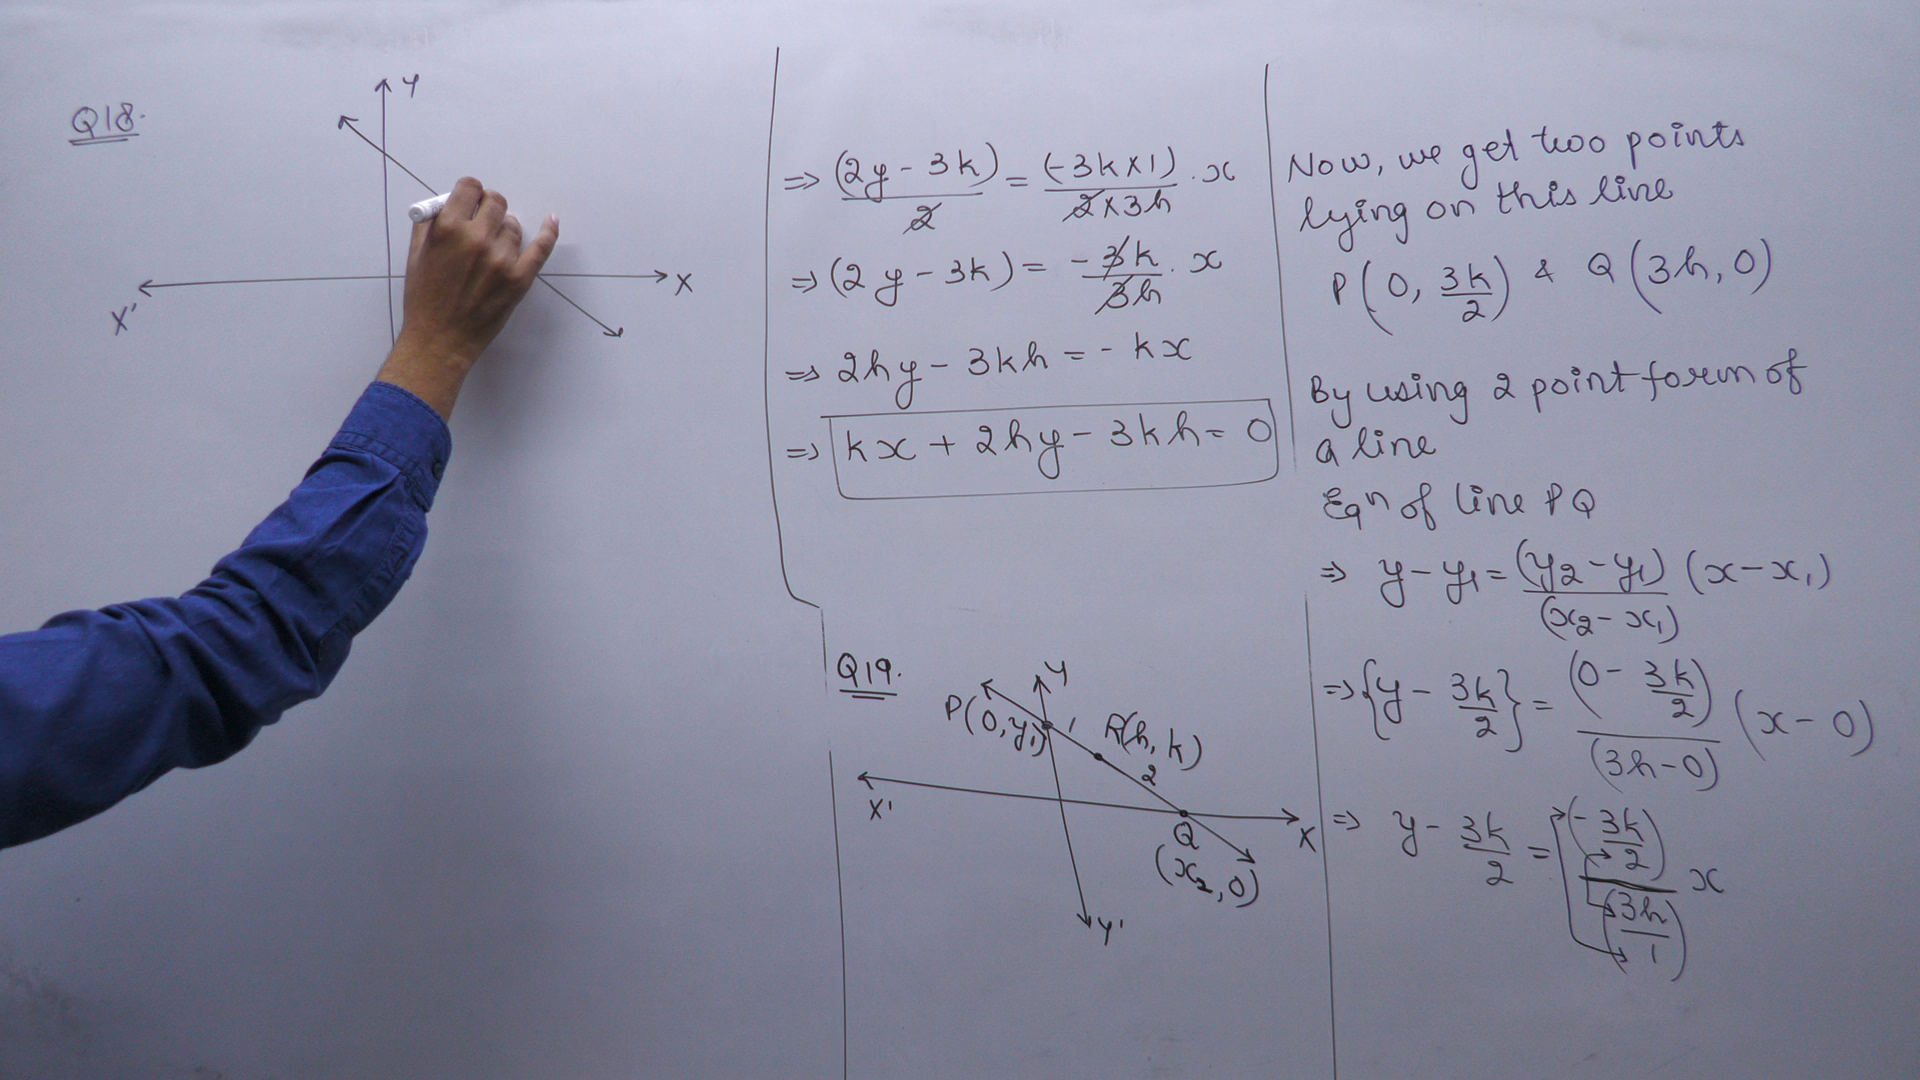 Q18.
Y
X
X'
⇒ (2y - 3k)/2 = (-3k×1)/(2×3h) . x
⇒ (2y - 3k) = -3k/3h . x
⇒ 2hy - 3kh = - kx
⇒ kx + 2hy - 3kh = 0
Q19.
Y
P(0, y1)
1
R(h, k)
2
X'
X
Q
(x2, 0)
Y'
Now, we get two points
lying on this line
P(0, 3k/2) & Q(3h, 0)
By using 2 point form of
a line
Eqn of line PQ
⇒ y - y1 = (y2 - y1)/(x2 - x1) (x - x1)
⇒ {y - 3k/2} = (0 - 3k/2)/(3h - 0) (x - 0)
⇒ y - 3k/2 = (-3k/2)/(3h/1) x